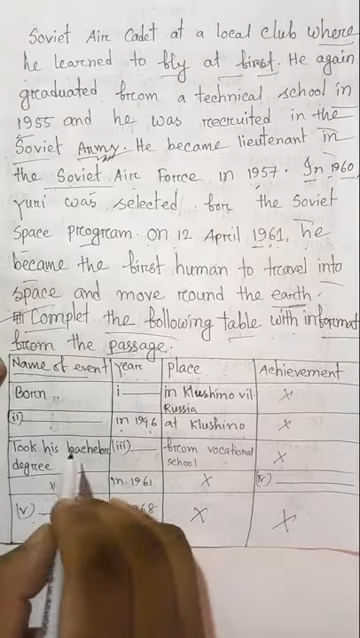 Soviet Air Cadet at a local club where
he learned to fly at first. He again
graduated from a technical school in
1955 and he was recruited in the
Soviet Army. He became lieutenant in
the Soviet Air Force in 1957. In 1960,
yuri was selected for the Soviet
Space program. on 12 April 1961, he
became the first human to travel into
space and move round the earth.
Complet the following table with informat
from the passage.
Name of event year place Achievement
Born i in Klushino vil. Russia x
(ii) in 1946 at Klushino x
Took his bachelor degree (iii) from vocational school x
x in-1961 x (iv)
(v) 68 x x